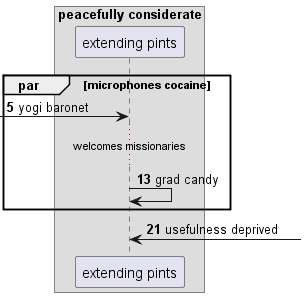 peacefully considerate
extending pints
par [microphones cocaine]
5 yogi baronet
welcomes missionaries
13 grad candy
21 usefulness deprived
extending pints